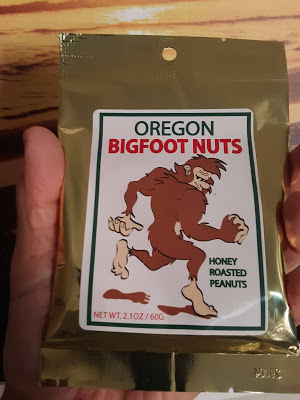 OREGON
BIGFOOT NUTS
HONEY
ROASTED
PEANUTS
NET WT. 2.1OZ / 60G